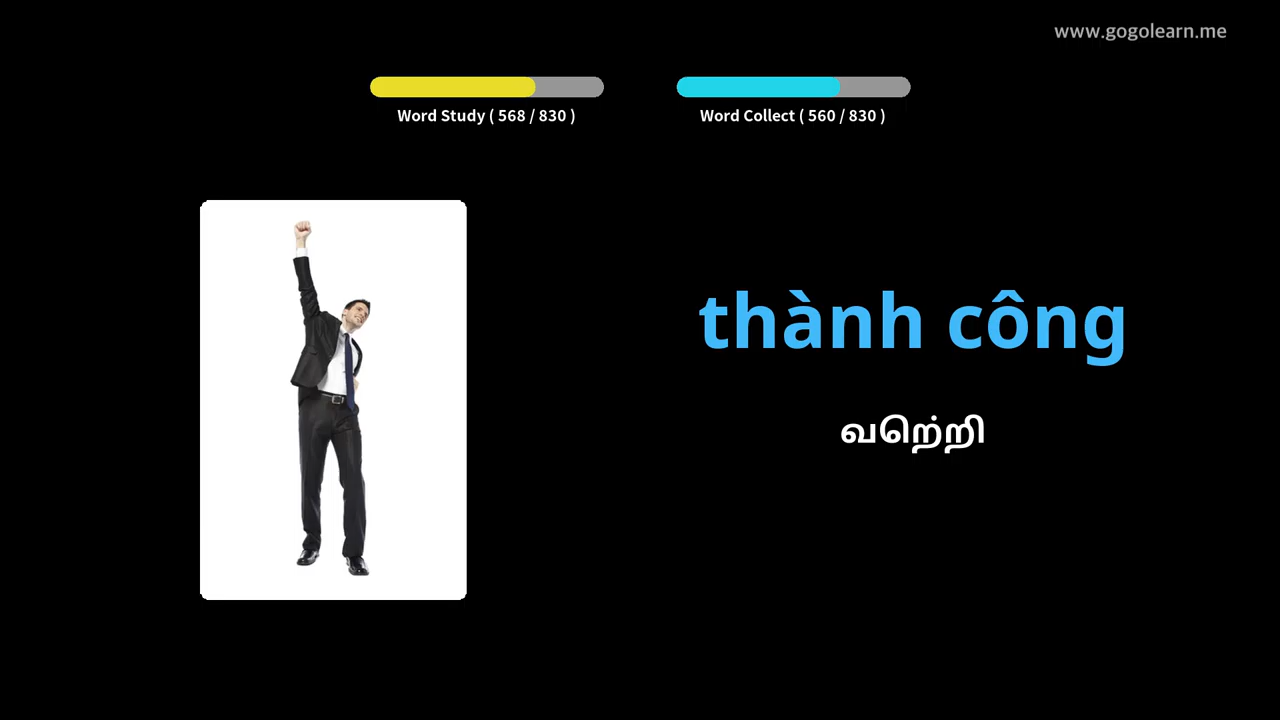 www.gogolearn.me
Word Study ( 568 / 830 )
Word Collect ( 560 / 830 )
thành công
வெற்றி